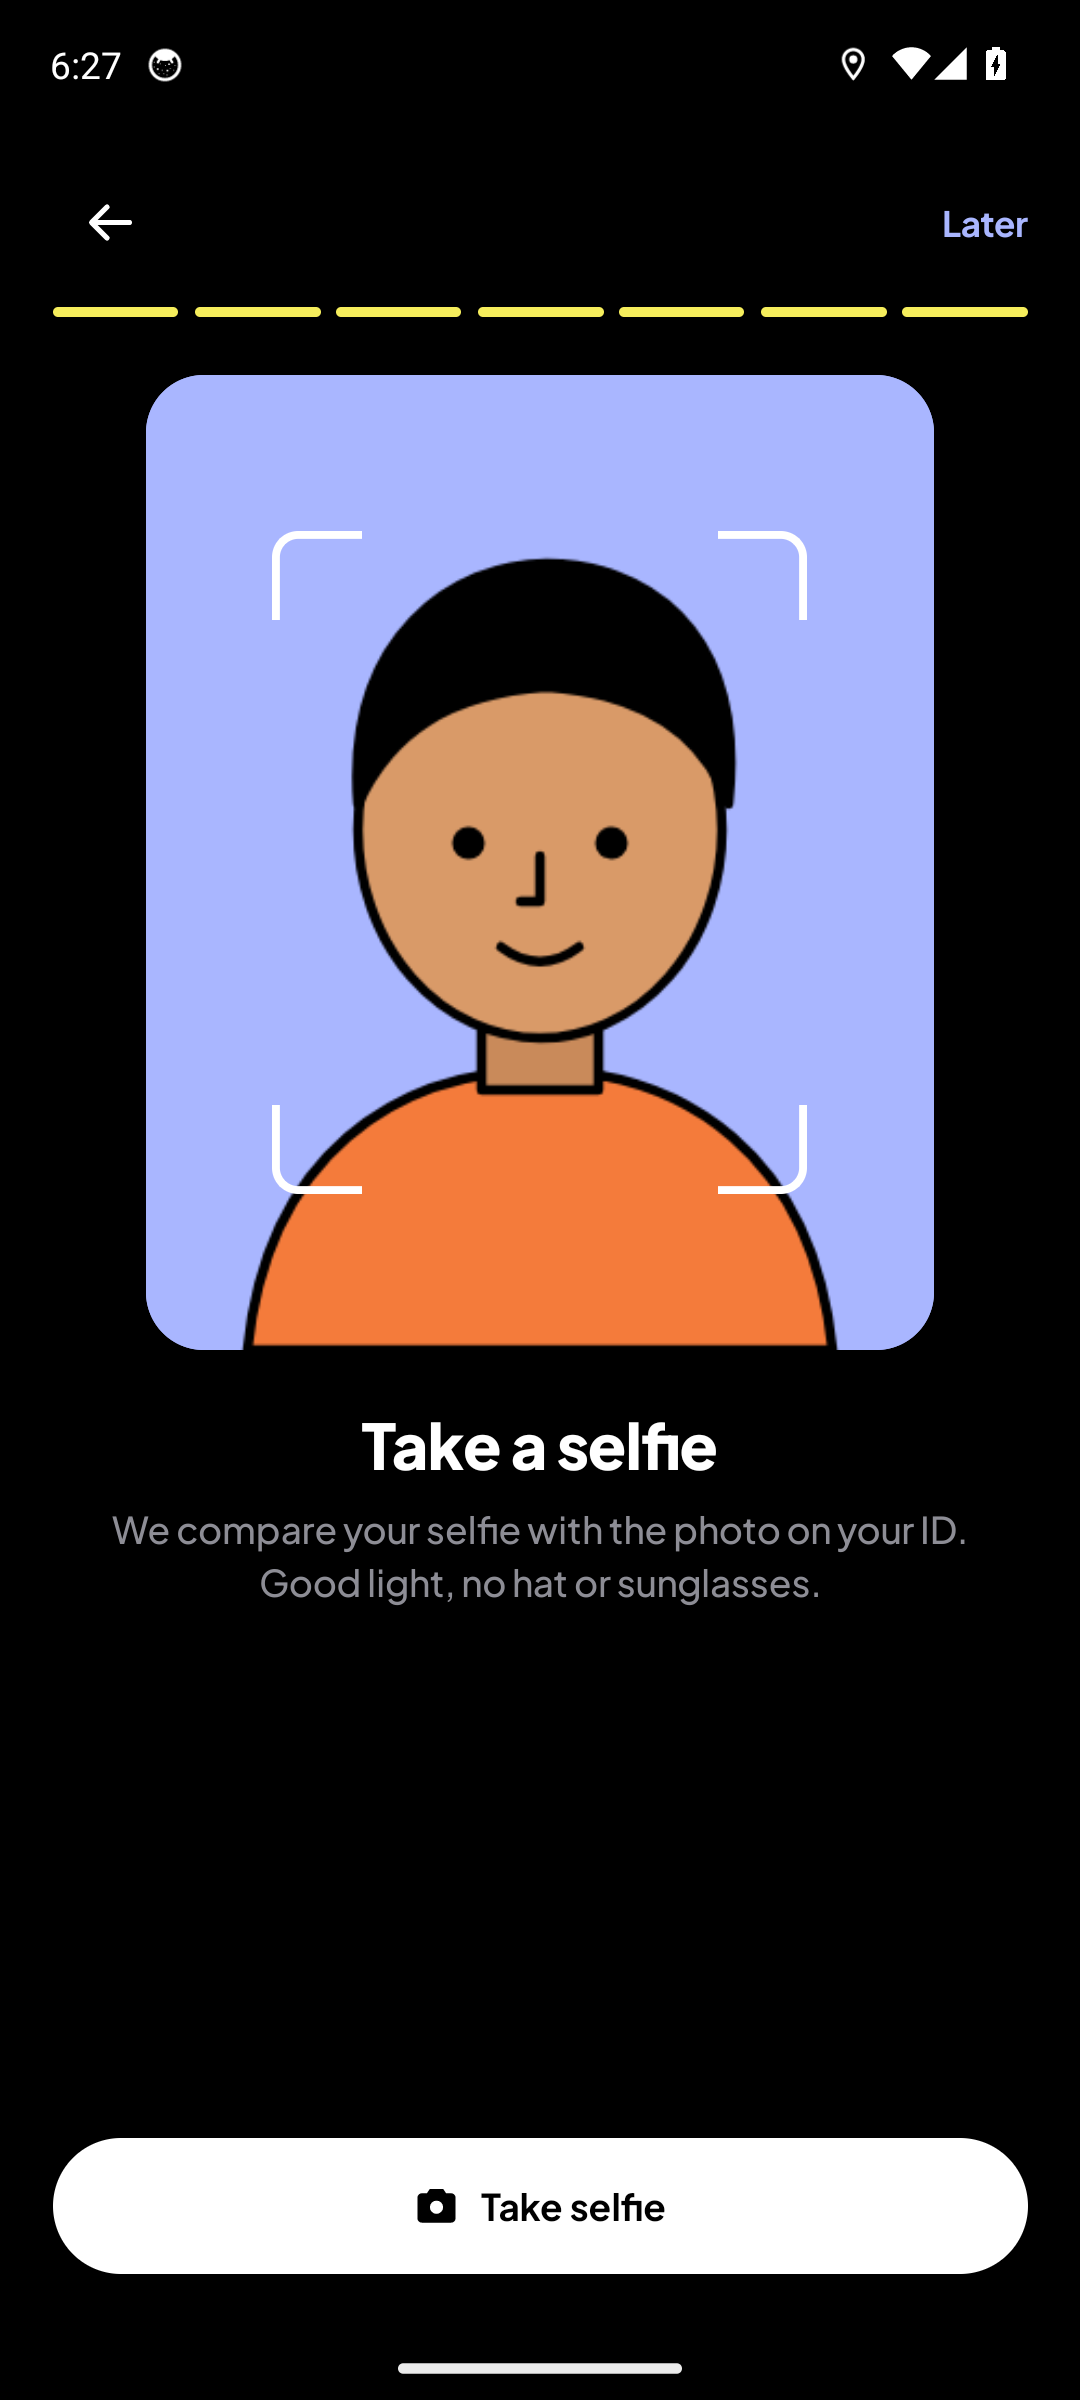 6:27
Later
Take a selfie
We compare your selfie with the photo on your ID.
Good light, no hat or sunglasses.
Take selfie